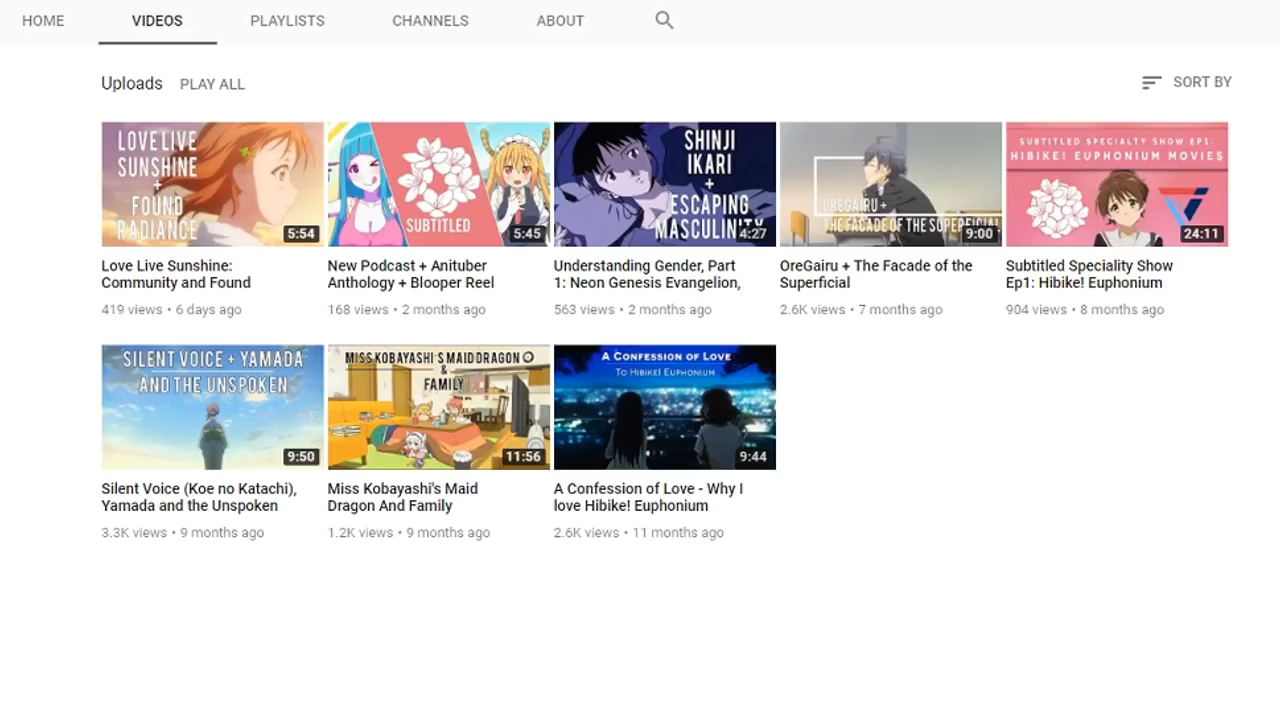 HOME VIDEOS PLAYLISTS CHANNELS ABOUT
Uploads PLAY ALL SORT BY
LOVE LIVE
SUNSHINE
+
FOUND
RADIANCE
5:54
SUBTITLED
5:45
SHINJI
IKARI
+
ESCAPING
MASCULINITY
4:27
OREGAIRU +
THE FACADE OF THE SUPERFICIAL
9:00
SUBTITLED SPECIALTY SHOW EP1:
HIBIKE! EUPHONIUM MOVIES
24:11
Love Live Sunshine:
Community and Found
419 views • 6 days ago
New Podcast + Anituber
Anthology + Blooper Reel
168 views • 2 months ago
Understanding Gender, Part
1: Neon Genesis Evangelion,
563 views • 2 months ago
OreGairu + The Facade of the
Superficial
2.6K views • 7 months ago
Subtitled Speciality Show
Ep1: Hibike! Euphonium
904 views • 8 months ago
SILENT VOICE + YAMADA
AND THE UNSPOKEN
9:50
MISS KOBAYASHI'S MAID DRAGON
&
FAMILY
11:56
A CONFESSION OF LOVE
TO HIBIKE! EUPHONIUM
9:44
Silent Voice (Koe no Katachi),
Yamada and the Unspoken
3.3K views • 9 months ago
Miss Kobayashi's Maid
Dragon And Family
1.2K views • 9 months ago
A Confession of Love - Why I
love Hibike! Euphonium
2.6K views • 11 months ago